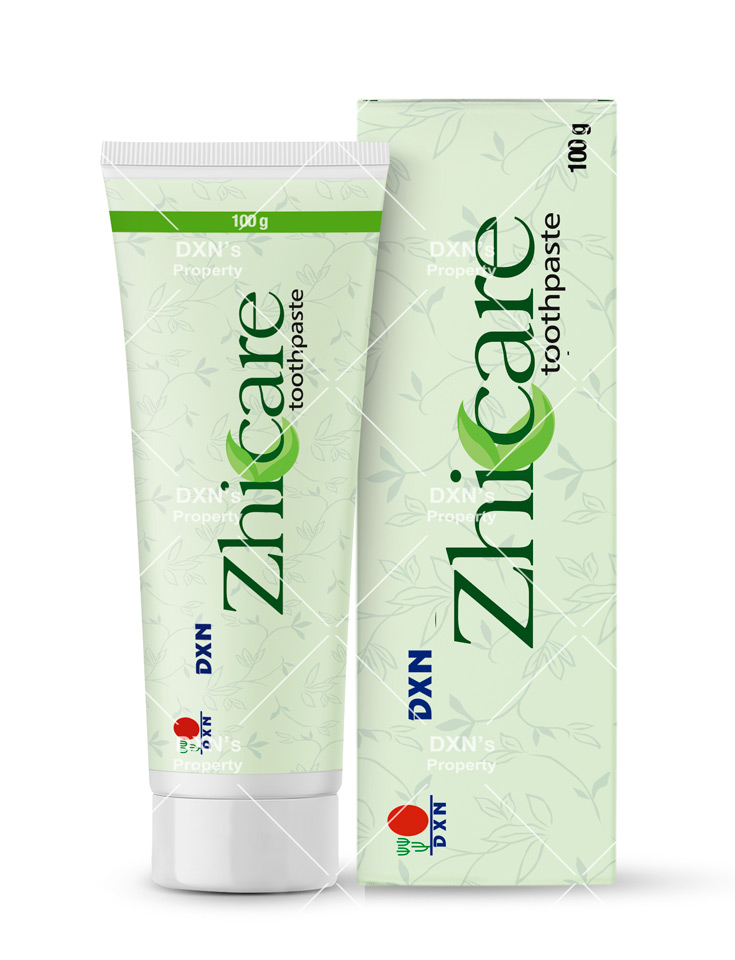 100 g
DXN Zhicare
toothpaste
DXN
100 g
DXN Zhicare
toothpaste
DXN
DXN's
Property
DXN's
Property
DXN's
Property
DXN's
Property
DXN's
Property
DXN's
Property